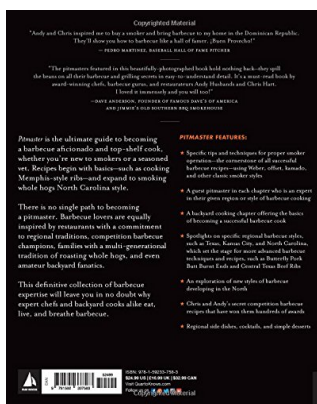 Copyrighted Material
"Andy and Chris inspired me to buy a smoker and bring barbecue to my home in the Dominican Republic.
They'll show you how to barbecue like a hall of famer. ¡Buen Provecho!"
— PEDRO MARTINEZ, BASEBALL HALL OF FAME PITCHER
"The pitmasters featured in this beautifully-photographed book hold nothing back—they spill
the beans on all their barbecue and grilling secrets in easy-to-understand detail. It's a must-read book by
award-winning chefs, barbecue gurus, and restaurateurs Andy Husbands and Chris Hart.
I loved it immensely and you will too!"
—DAVE ANDERSON, FOUNDER OF FAMOUS DAVE'S OF AMERICA
AND JIMMIE'S OLD SOUTHERN BBQ SMOKEHOUSE
Pitmaster is the ultimate guide to becoming
a barbecue aficionado and top-shelf cook,
whether you're new to smokers or a seasoned
vet. Recipes begin with basics—such as cooking
Memphis-style ribs—and expand to smoking
whole hogs North Carolina style.
There is no single path to becoming
a pitmaster. Barbecue lovers are equally
inspired by restaurants with a commitment
to regional traditions, competition barbecue
champions, families with a multi-generational
tradition of roasting whole hogs, and even
amateur backyard fanatics.
This definitive collection of barbecue
expertise will leave you in no doubt why
expert chefs and backyard cooks alike eat,
live, and breathe barbecue.
PITMASTER FEATURES:
★ Specific tips and techniques for proper smoker
operation—the cornerstone of all successful
barbecue recipes—using Weber, offset, kamado,
and other classic smoker styles
★ A guest pitmaster in each chapter who is an expert
in their given region or style of barbecue cooking
★ A backyard cooking chapter offering the basics
of becoming a successful barbecue cook
★ Spotlights on specific regional barbecue styles,
such as Texas, Kansas City, and North Carolina,
which set the stage for more advanced barbecue
techniques and recipes, such as Butterfly Pork
Butt Burnt Ends and Central Texas Beef Ribs
★ An exploration of new styles of barbecue
developing in the North
★ Chris and Andy's secret competition barbecue
recipes that have won them hundreds of awards
★ Regional side dishes, cocktails, and simple desserts
ISBN: 978-1-59233-758-3
$24.99 US | £16.99 UK | $32.99 CAN
Visit QuartoKnows.com
Copyrighted Material